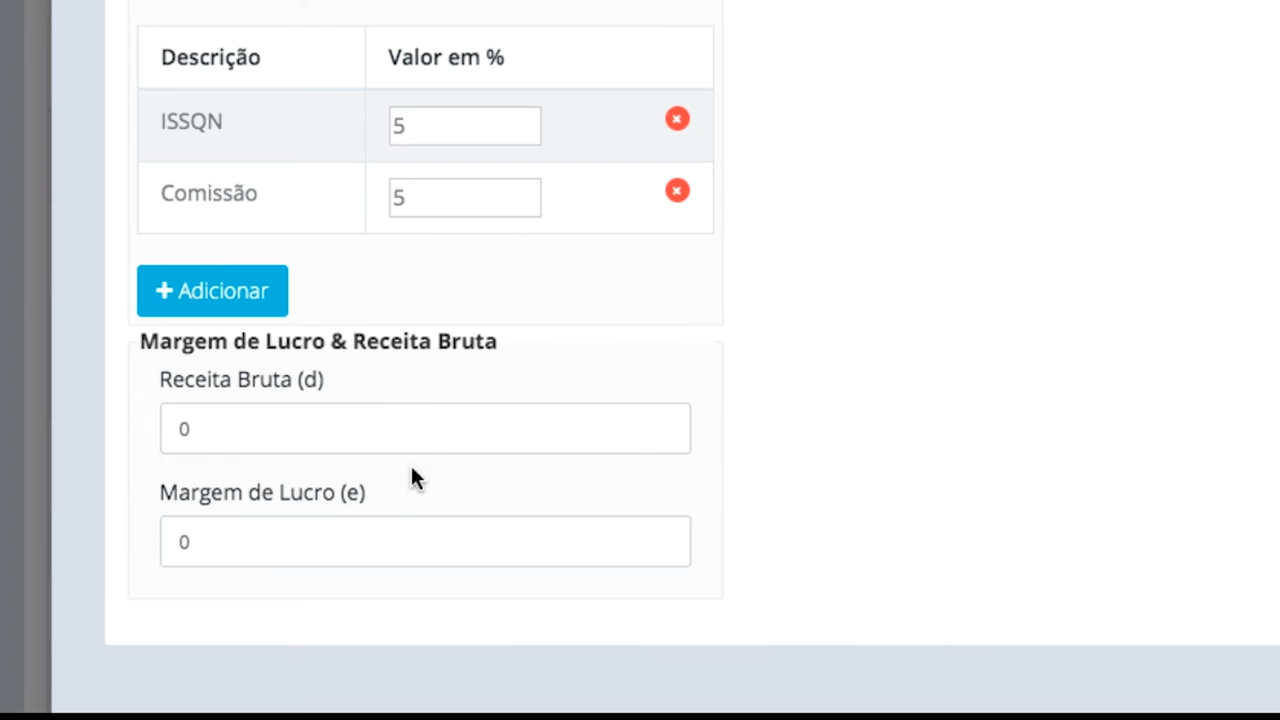 Descrição Valor em %
ISSQN 5
Comissão 5
Adicionar
Margem de Lucro & Receita Bruta
Receita Bruta (d)
0
Margem de Lucro (e)
0